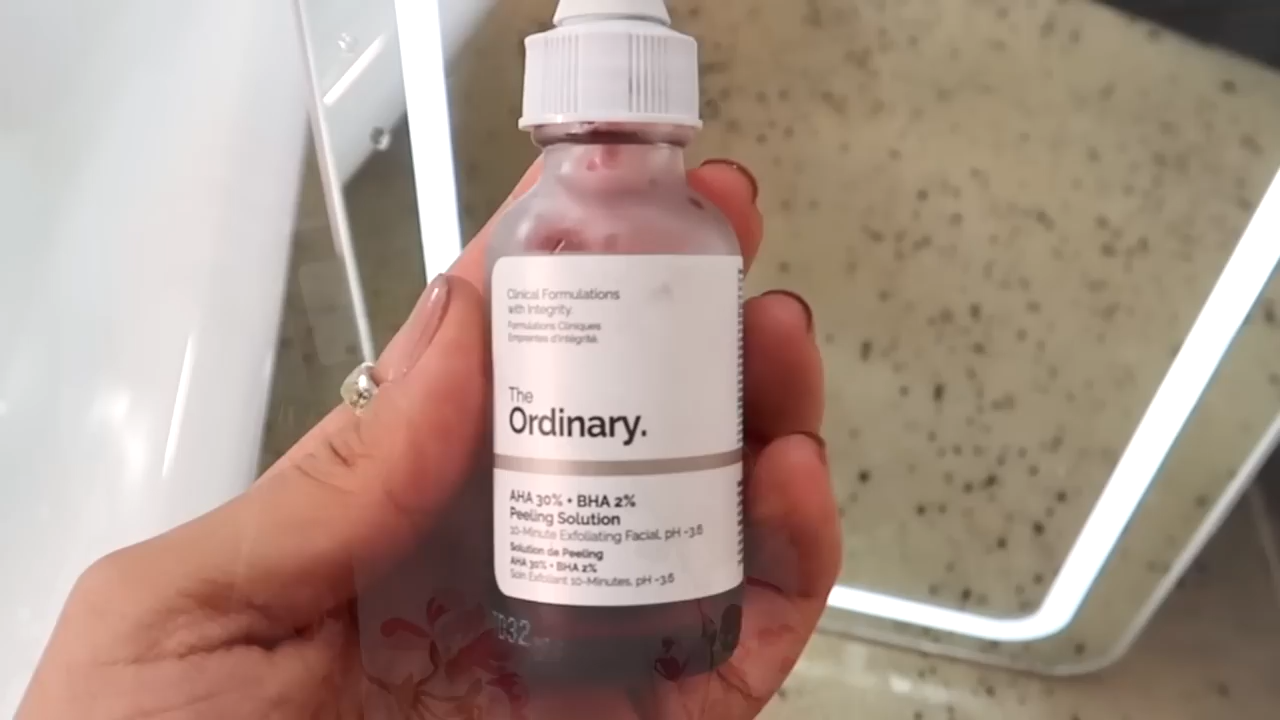 Clinical Formulations
with Integrity.
Formulations Cliniques
Empreintes d'intégrité.
The
Ordinary.
AHA 30% + BHA 2%
Peeling Solution
10-Minute Exfoliating Facial, pH ~3.6
Solution de Peeling
AHA 30% + BHA 2%
Soin Exfoliant 10-Minutes, pH ~3.6